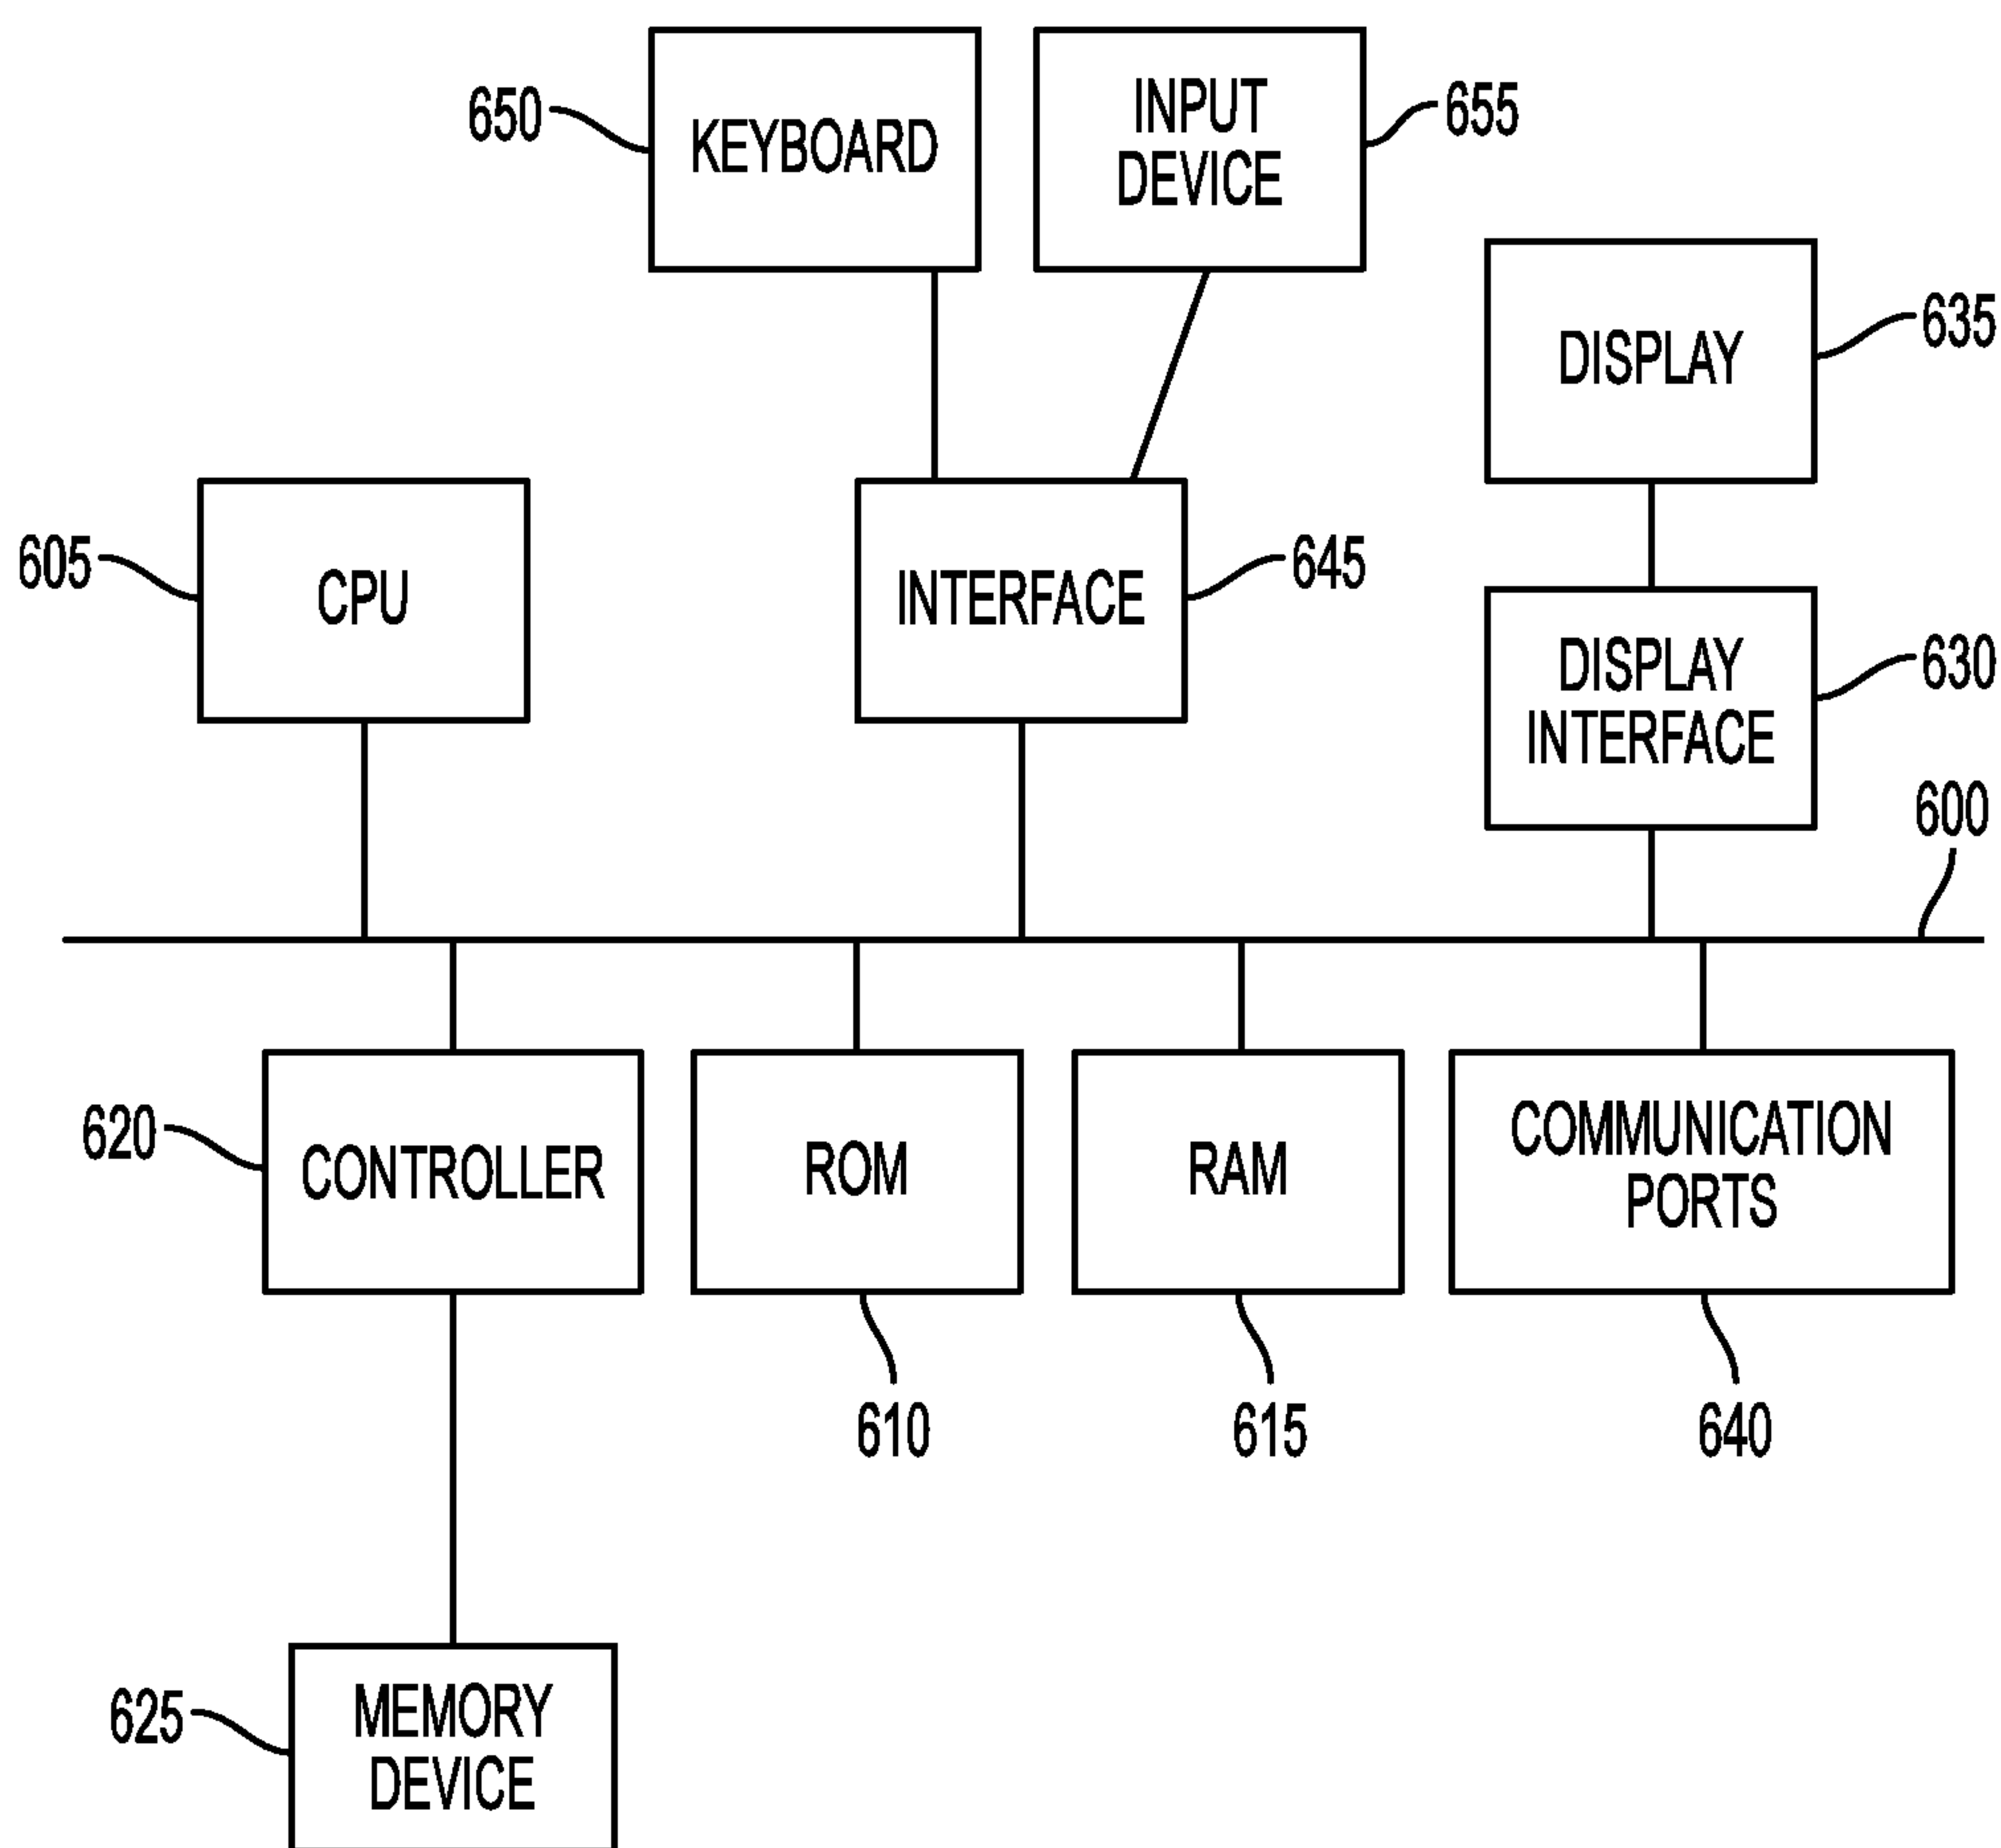 650
KEYBOARD
INPUT
DEVICE
655
DISPLAY
635
605
CPU
INTERFACE
645
DISPLAY
INTERFACE
630
600
620
CONTROLLER
ROM
RAM
COMMUNICATION
PORTS
610
615
640
625
MEMORY
DEVICE